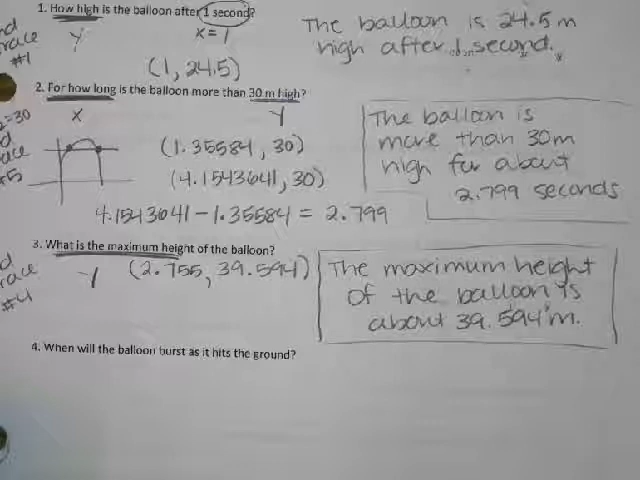 1. How high is the balloon after 1 second?
The balloon is 24.5 m
high after 1 second.
Y
x = 1
#1
(1, 24.5)
2. For how long is the balloon more than 30 m high?
=30
X
Y
(1.35584, 30)
(4.1543641, 30)
4.1543641 - 1.35584 = 2.799
The balloon is
more than 30m
high for about
2.799 seconds
3. What is the maximum height of the balloon?
race
#4
Y
(2.755, 39.594)
The maximum height
of the balloon is
about 39.594 m.
4. When will the balloon burst as it hits the ground?